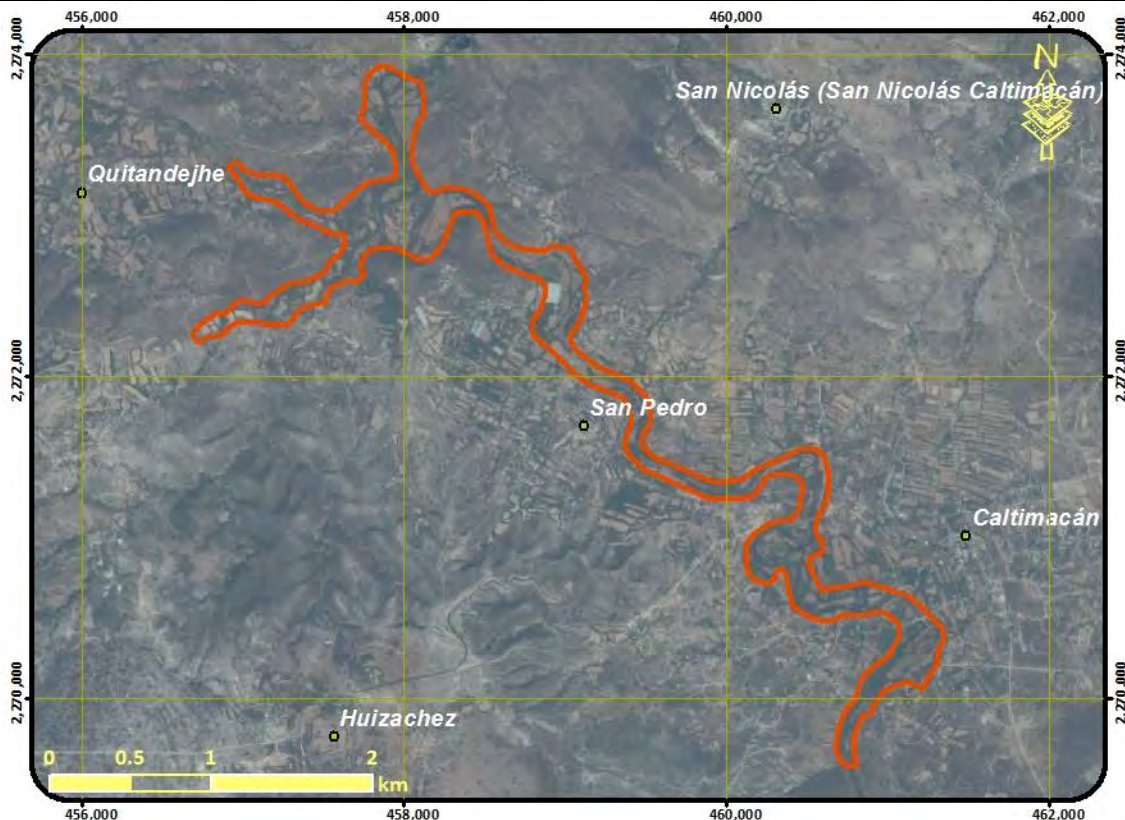 456,000 458,000 460,000 462,000
2,274,000 2,274,000
N
San Nicolás (San Nicolás Caltimacán)
Quitandejhe
2,272,000 2,272,000
San Pedro
Caltimacán
2,270,000 2,270,000
Huizachez
0 0.5 1 2
km
456,000 458,000 460,000 462,000